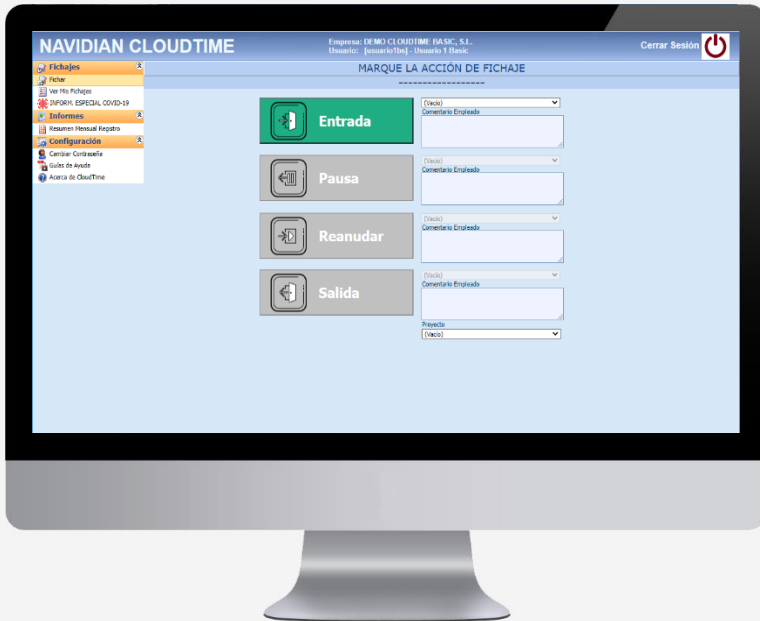 NAVIDIAN CLOUDTIME
Empresa: DEMO CLOUDTIME BASIC, S.L.
Usuario: [usuario1bs] - Usuario 1 Basic
Cerrar Sesión
Fichajes
Fichar
Ver Mis Fichajes
INFORM. ESPECIAL COVID-19
Informes
Resumen Mensual Registro
Configuración
Cambiar Contraseña
Guías de Ayuda
Acerca de CloudTime
MARQUE LA ACCIÓN DE FICHAJE
------------------
Entrada
(Vacío)
Comentario Empleado
Pausa
(Vacío)
Comentario Empleado
Reanudar
(Vacío)
Comentario Empleado
Salida
(Vacío)
Comentario Empleado
Proyecto
(Vacío)